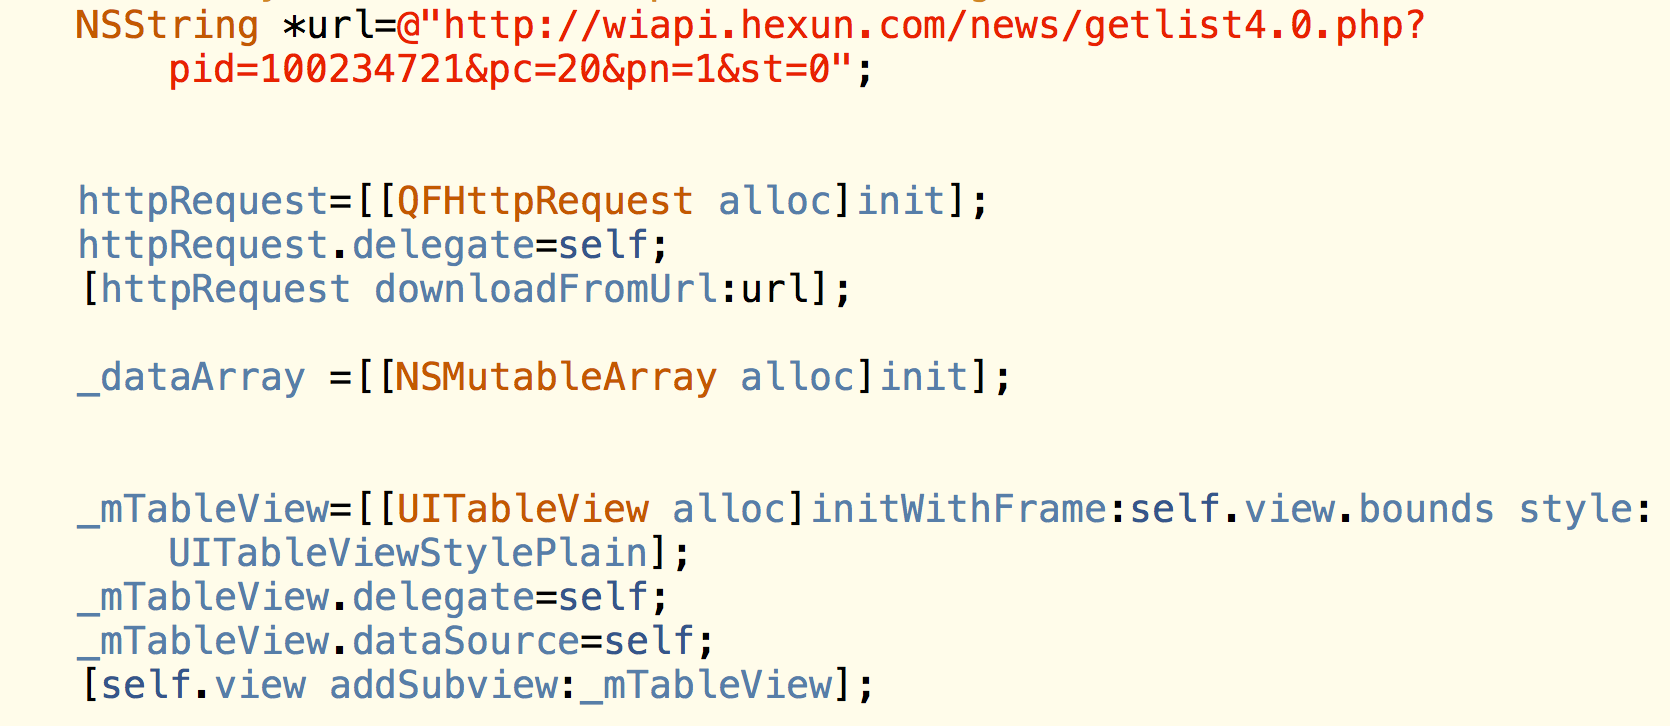 NSString *url=@"http://wiapi.hexun.com/news/getlist4.0.php?
pid=100234721&pc=20&pn=1&st=0";
httpRequest=[[QFHttpRequest alloc]init];
httpRequest.delegate=self;
[httpRequest downloadFromUrl:url];
_dataArray =[[NSMutableArray alloc]init];
_mTableView=[[UITableView alloc]initWithFrame:self.view.bounds style:
UITableViewStylePlain];
_mTableView.delegate=self;
_mTableView.dataSource=self;
[self.view addSubview:_mTableView];